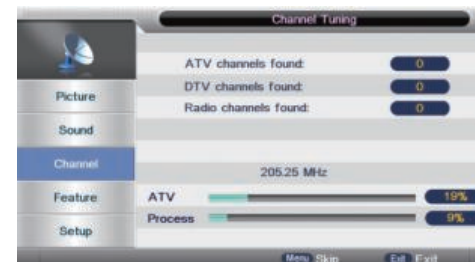 Channel Tuning
ATV channels found: 0
DTV channels found: 0
Radio channels found: 0
Picture
Sound
Channel
Feature
Setup
205.25 MHz
ATV 19%
Process 9%
Menu Skip Exit Exit